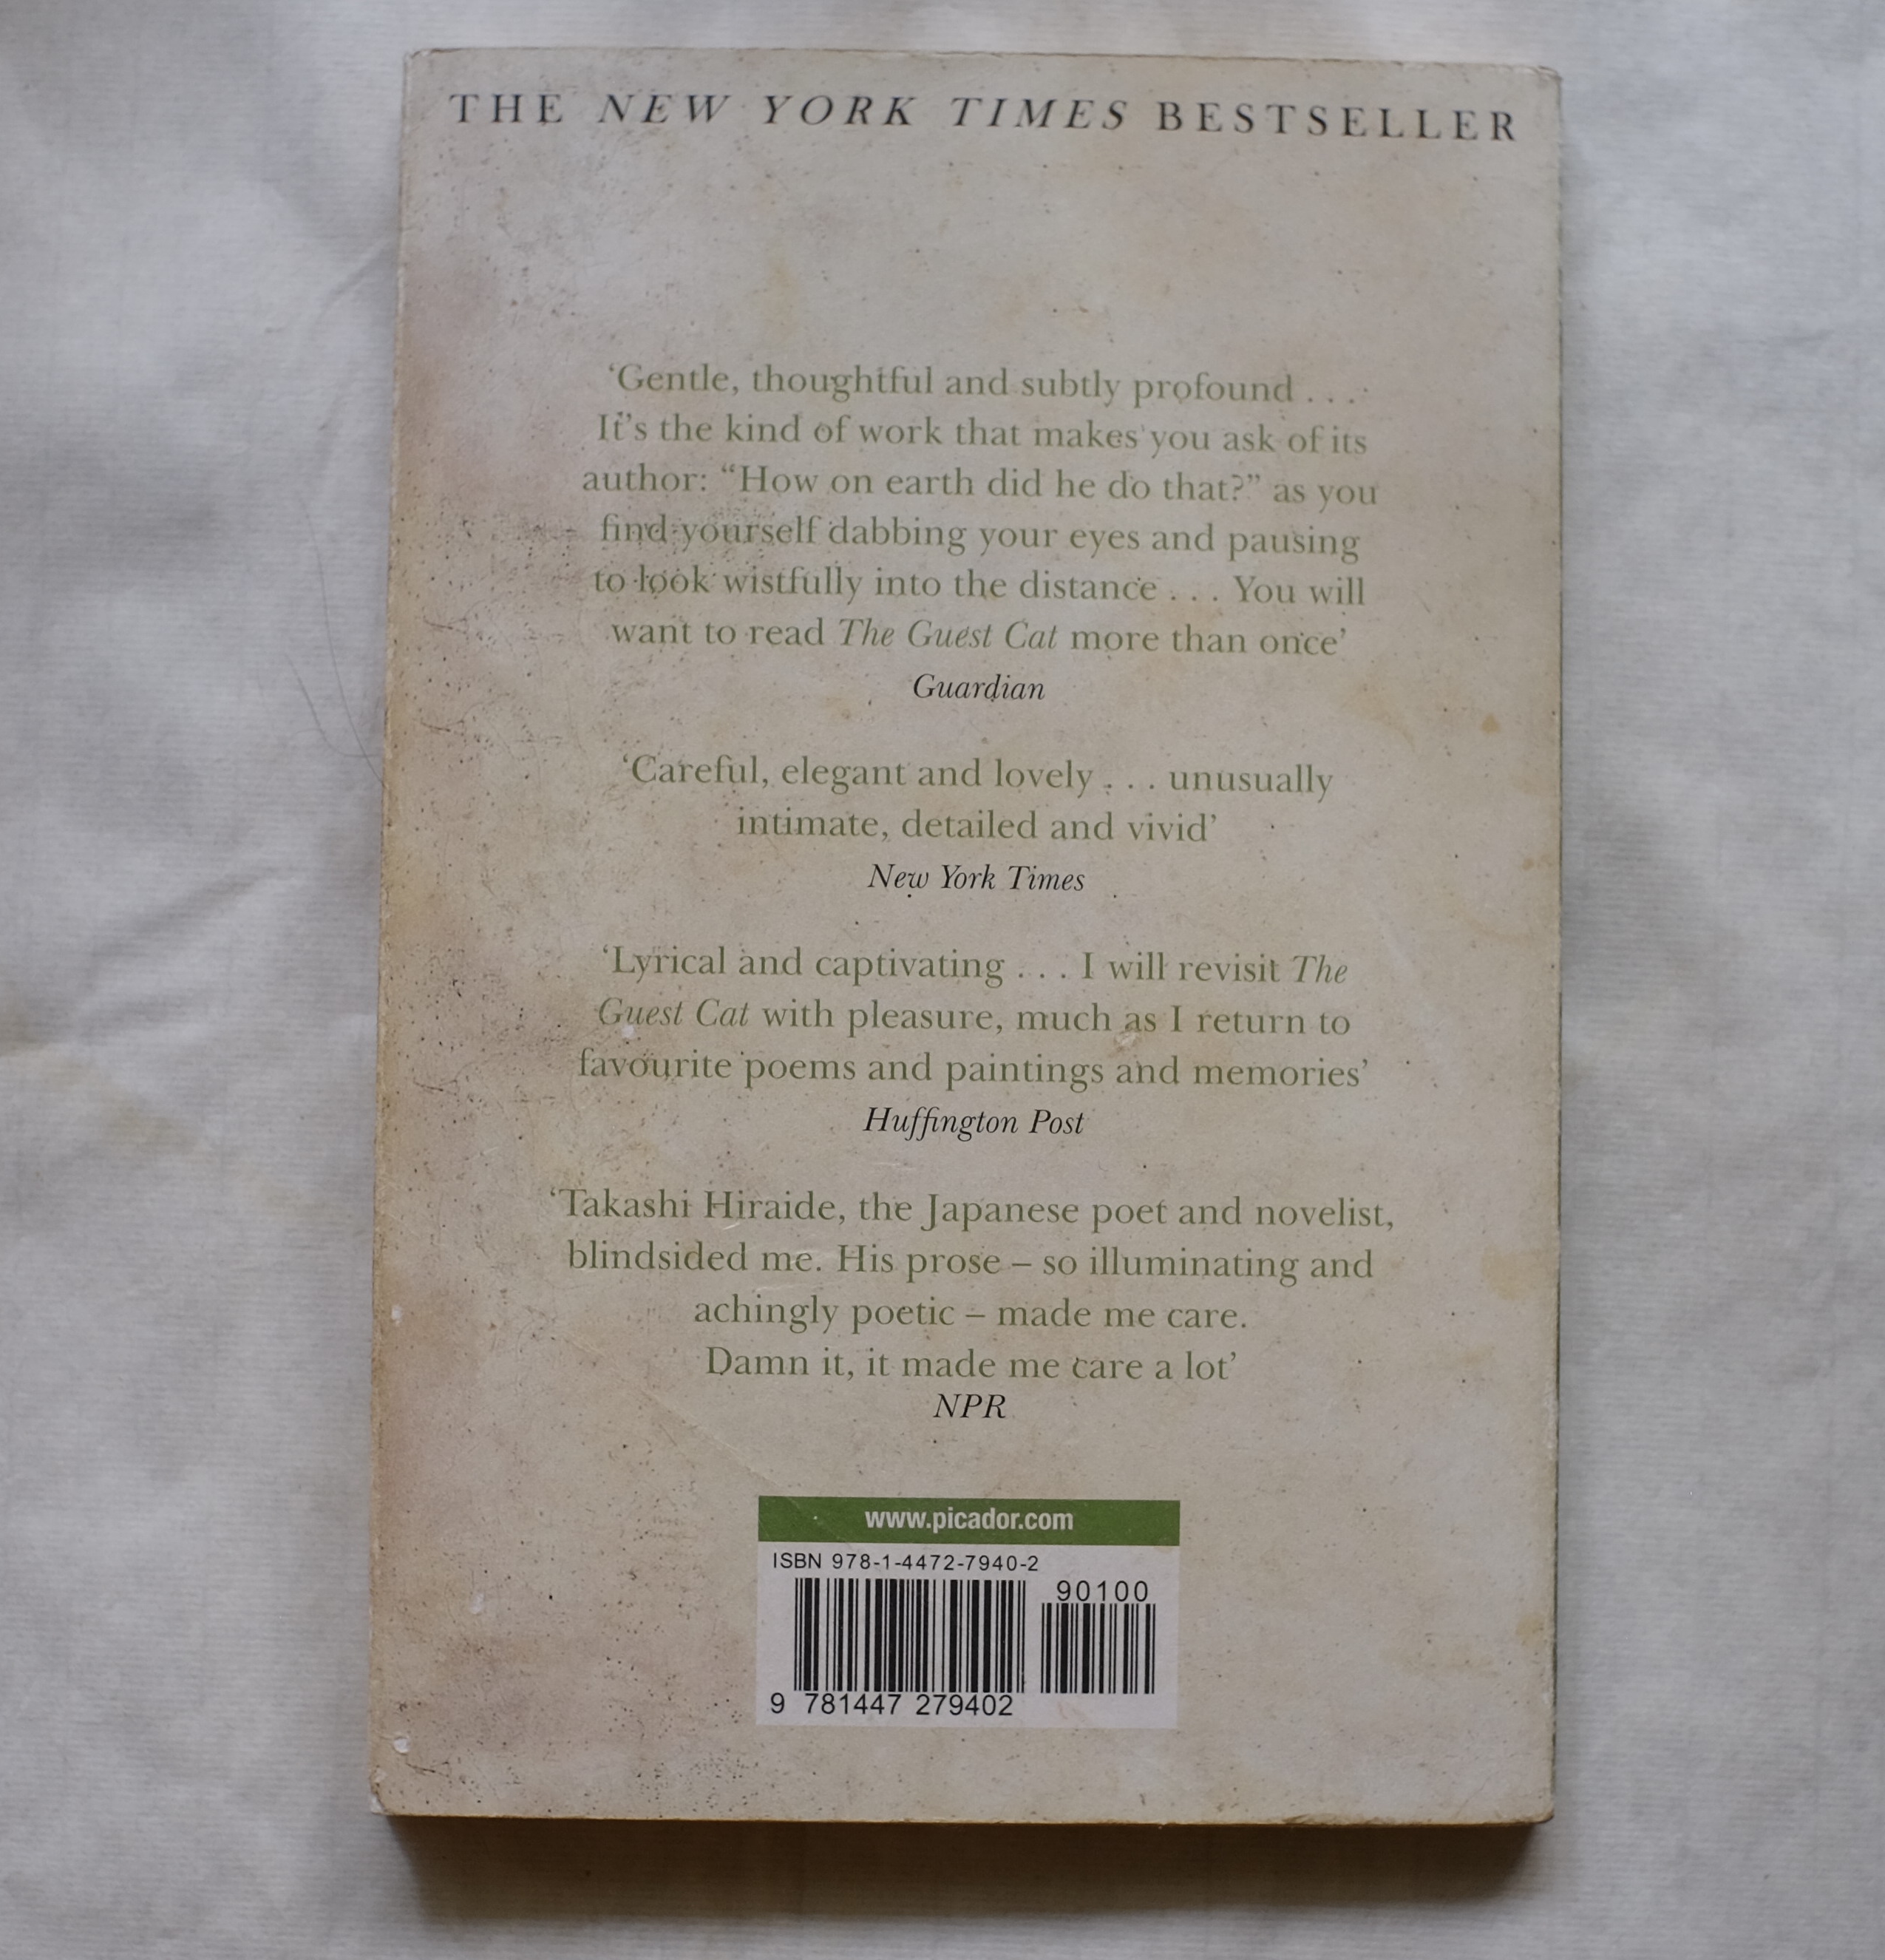 THE NEW YORK TIMES BESTSELLER
‘Gentle, thoughtful and subtly profound . . .
It’s the kind of work that makes you ask of its
author: “How on earth did he do that?” as you
find yourself dabbing your eyes and pausing
to look wistfully into the distance . . . You will
want to read The Guest Cat more than once’
Guardian
‘Careful, elegant and lovely . . . unusually
intimate, detailed and vivid’
New York Times
‘Lyrical and captivating . . . I will revisit The
Guest Cat with pleasure, much as I return to
favourite poems and paintings and memories’
Huffington Post
‘Takashi Hiraide, the Japanese poet and novelist,
blindsided me. His prose – so illuminating and
achingly poetic – made me care.
Damn it, it made me care a lot’
NPR
www.picador.com
ISBN 978-1-4472-7940-2
90100
9 781447 279402